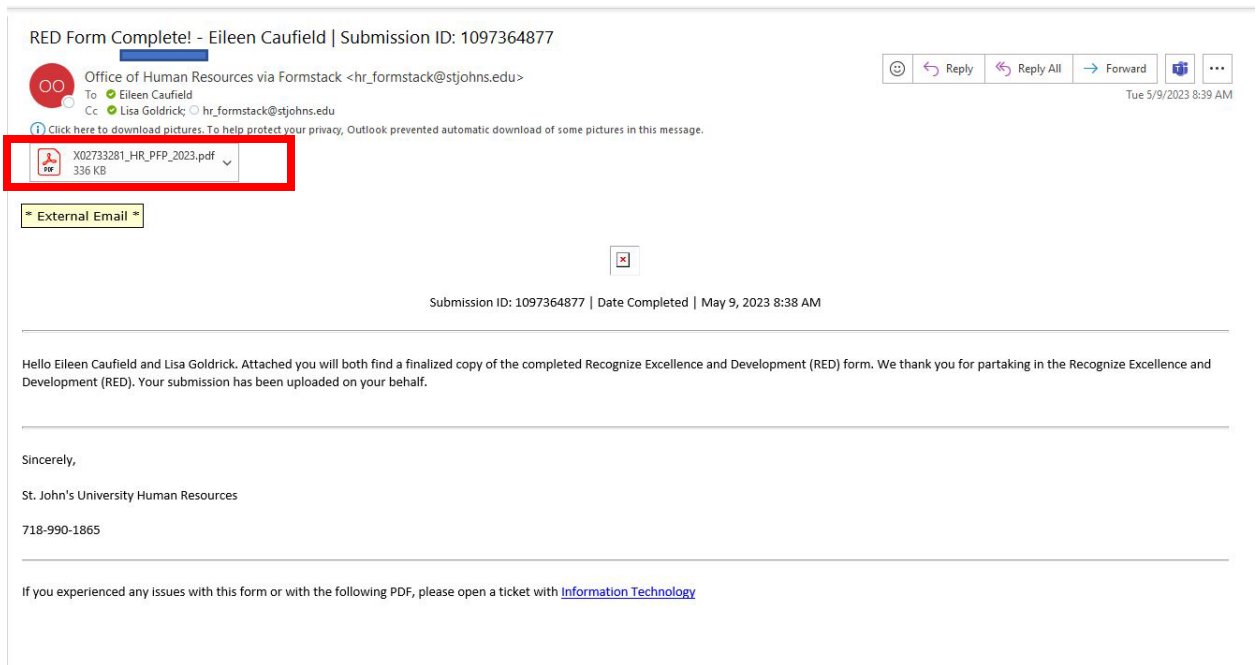 RED Form Complete! - Eileen Caufield | Submission ID: 1097364877
OO
Office of Human Resources via Formstack <hr_formstack@stjohns.edu>
To Eileen Caufield
Cc Lisa Goldrick; hr_formstack@stjohns.edu
Reply
Reply All
Forward
Tue 5/9/2023 8:39 AM
Click here to download pictures. To help protect your privacy, Outlook prevented automatic download of some pictures in this message.
PDF
X02733281_HR_PFP_2023.pdf
336 KB
* External Email *
Submission ID: 1097364877 | Date Completed | May 9, 2023 8:38 AM
Hello Eileen Caufield and Lisa Goldrick. Attached you will both find a finalized copy of the completed Recognize Excellence and Development (RED) form. We thank you for partaking in the Recognize Excellence and
Development (RED). Your submission has been uploaded on your behalf.
Sincerely,
St. John's University Human Resources
718-990-1865
If you experienced any issues with this form or with the following PDF, please open a ticket with Information Technology